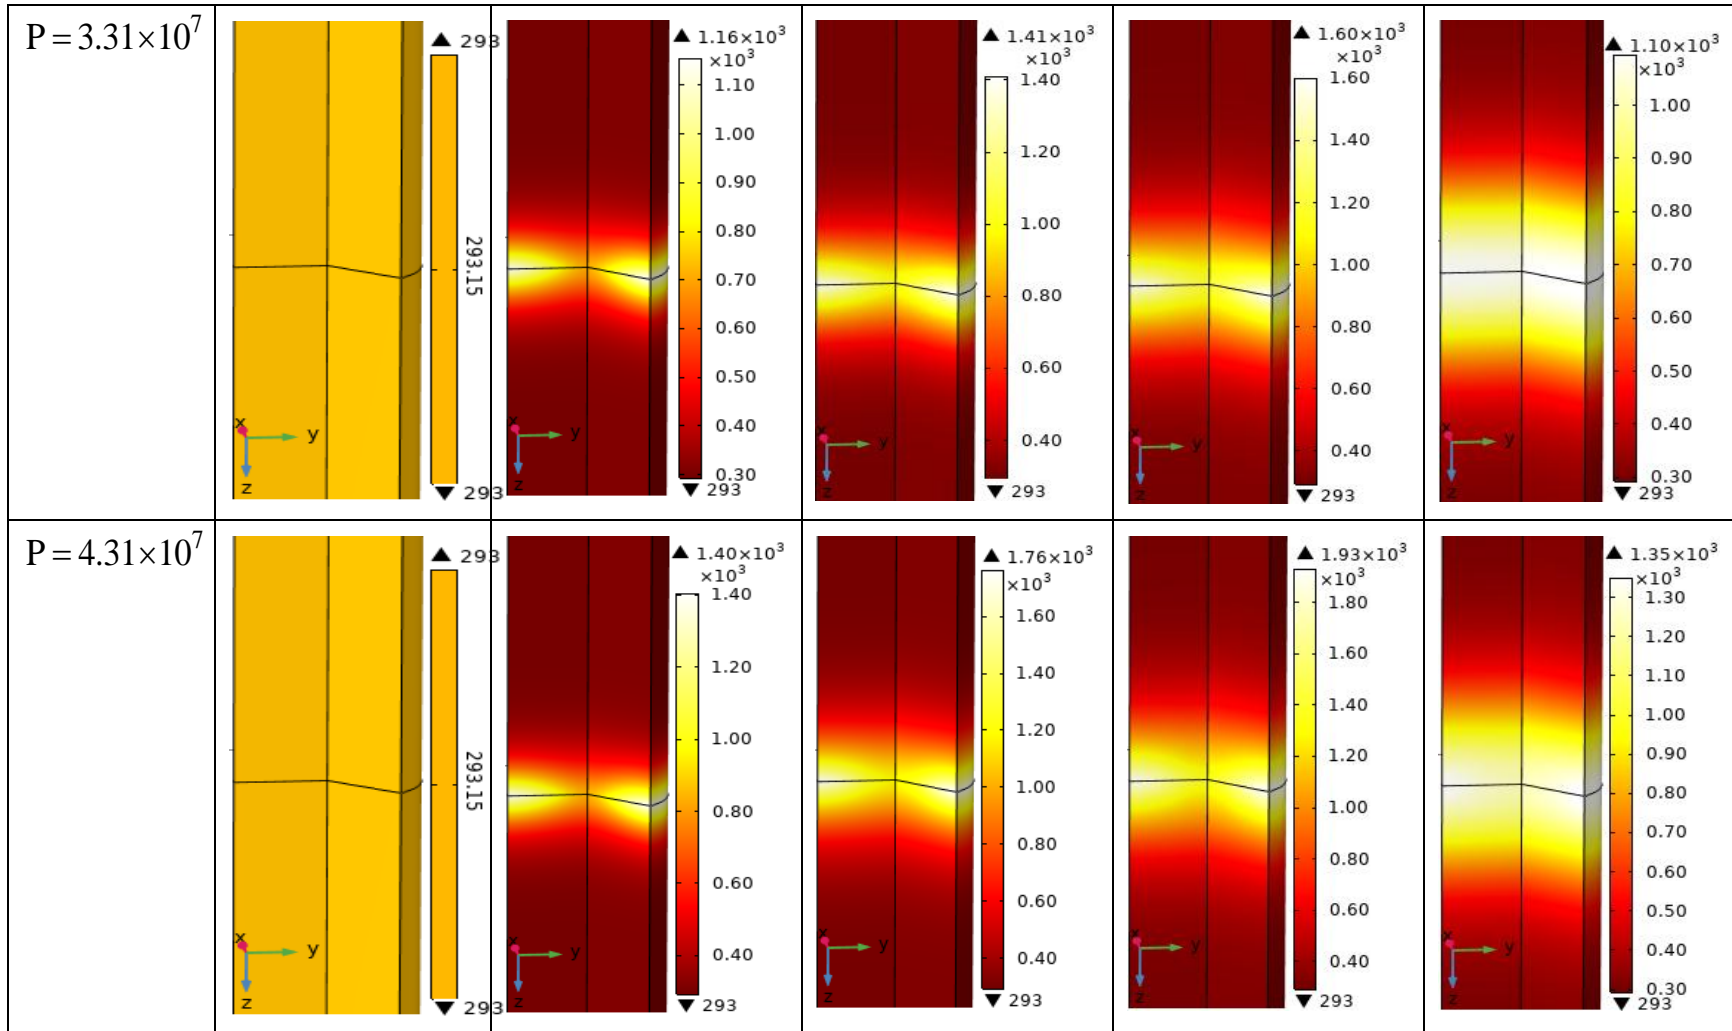 P = 3.31×10⁷
293
293.15
293
x
y
z
1.16×10³
×10³
1.10
1.00
0.90
0.80
0.70
0.60
0.50
0.40
0.30
293
x
y
z
1.41×10³
×10³
1.40
1.20
1.00
0.80
0.60
0.40
293
x
y
z
1.60×10³
×10³
1.60
1.40
1.20
1.00
0.80
0.60
0.40
293
x
y
z
1.10×10³
×10³
1.00
0.90
0.80
0.70
0.60
0.50
0.40
0.30
293
x
y
z
P = 4.31×10⁷
293
293.15
293
x
y
z
1.40×10³
×10³
1.40
1.20
1.00
0.80
0.60
0.40
293
x
y
z
1.76×10³
×10³
1.60
1.40
1.20
1.00
0.80
0.60
0.40
293
x
y
z
1.93×10³
×10³
1.80
1.60
1.40
1.20
1.00
0.80
0.60
0.40
293
x
y
z
1.35×10³
×10³
1.30
1.20
1.10
1.00
0.90
0.80
0.70
0.60
0.50
0.40
0.30
293
x
y
z